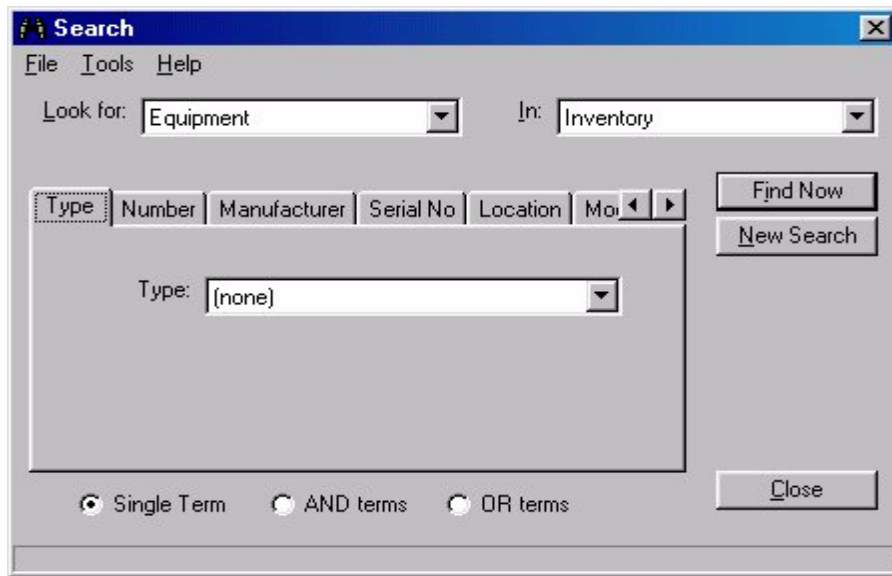 Search
File Tools Help
Look for: Equipment In: Inventory
Type Number Manufacturer Serial No Location
Find Now
New Search
Type: (none)
Single Term AND terms OR terms
Close